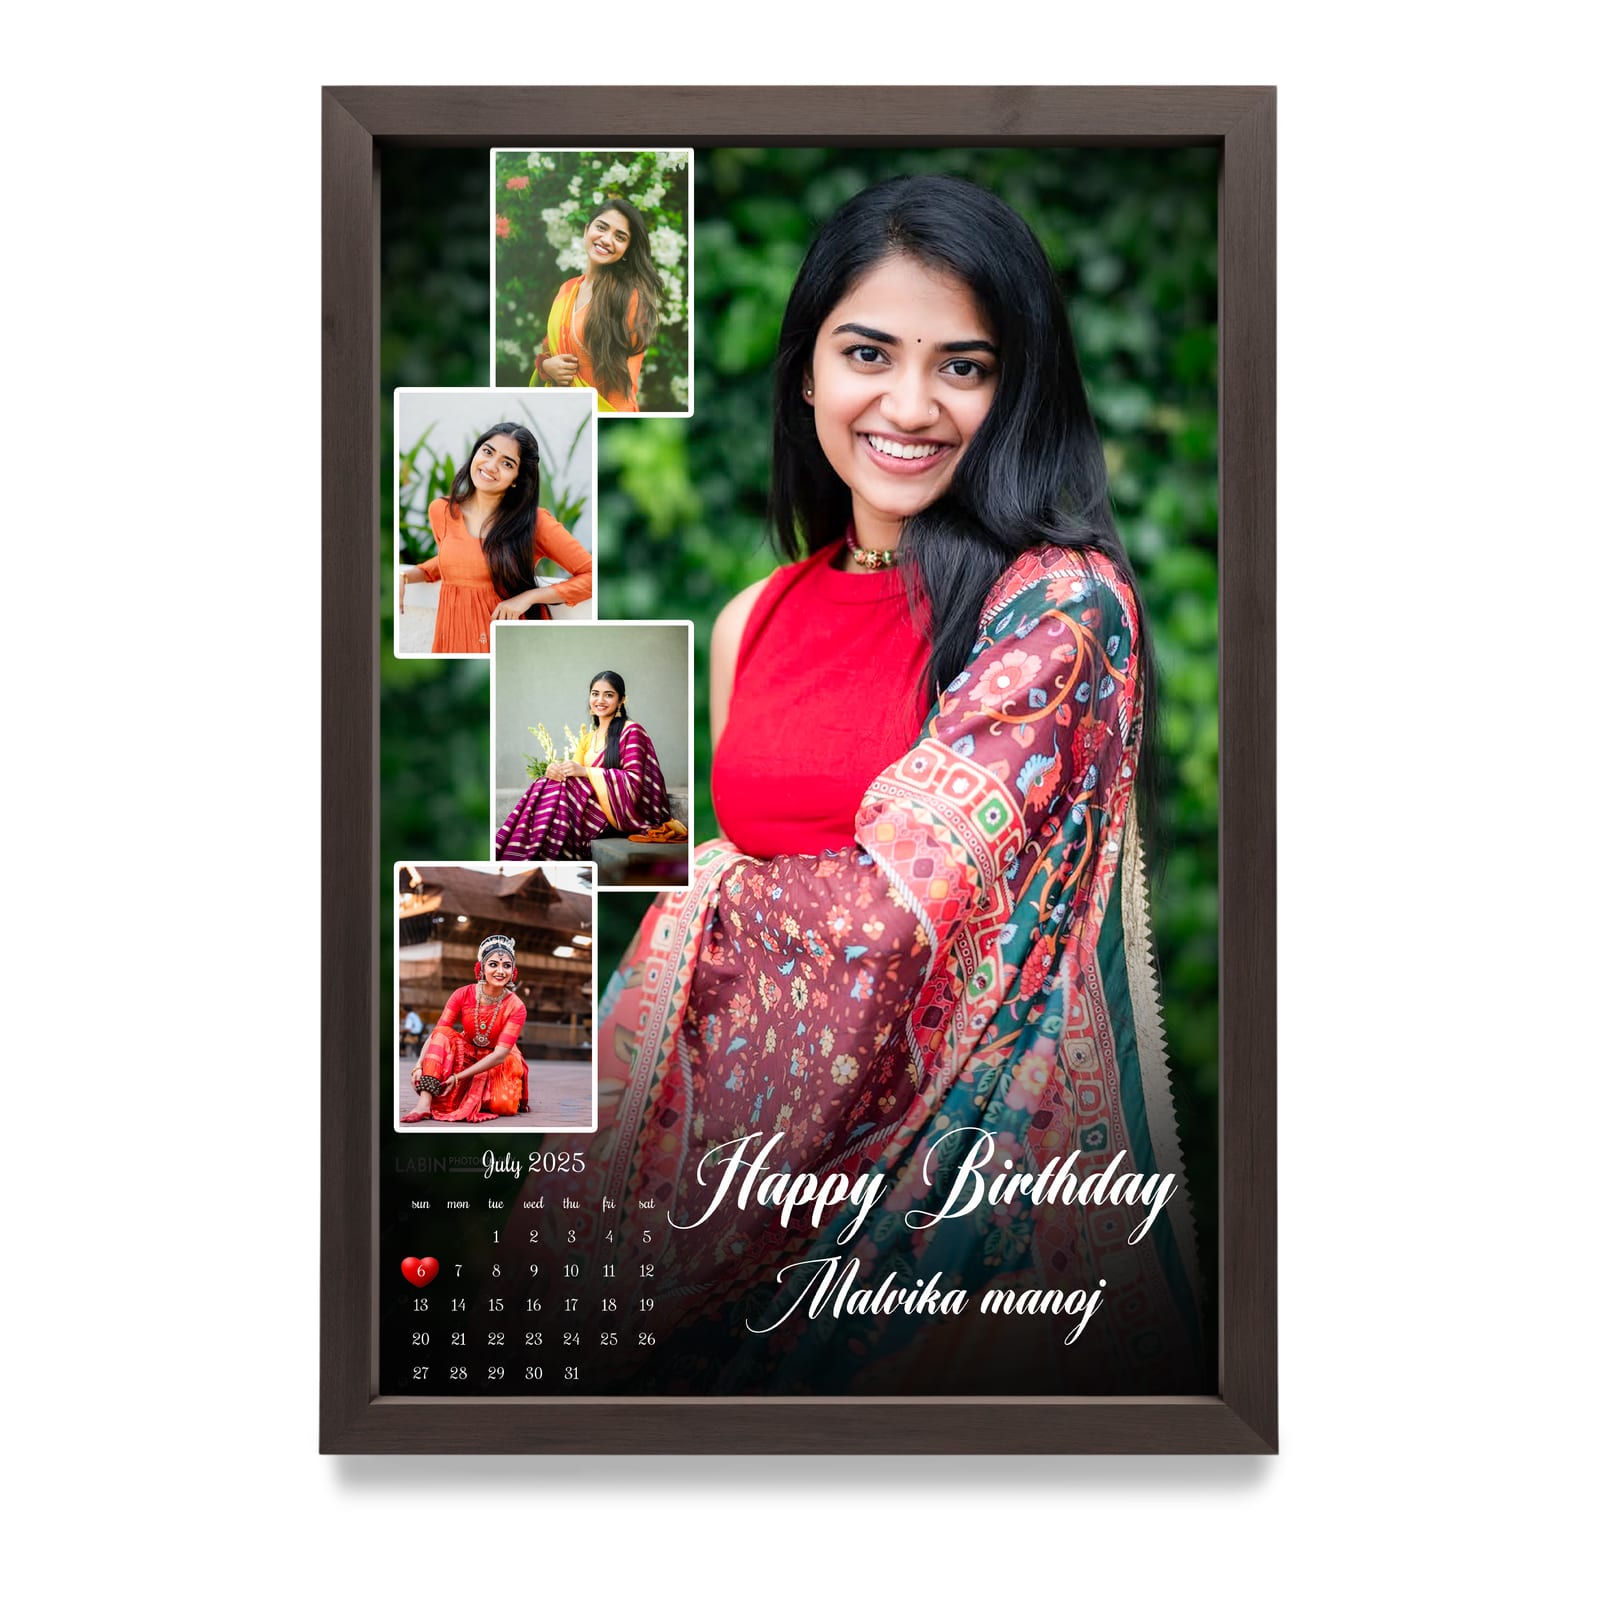 LABIN
July 2025
sun mon tue wed thu fri sat
1 2 3 4 5
6 7 8 9 10 11 12
13 14 15 16 17 18 19
20 21 22 23 24 25 26
27 28 29 30 31
Happy Birthday
Malvika manoj